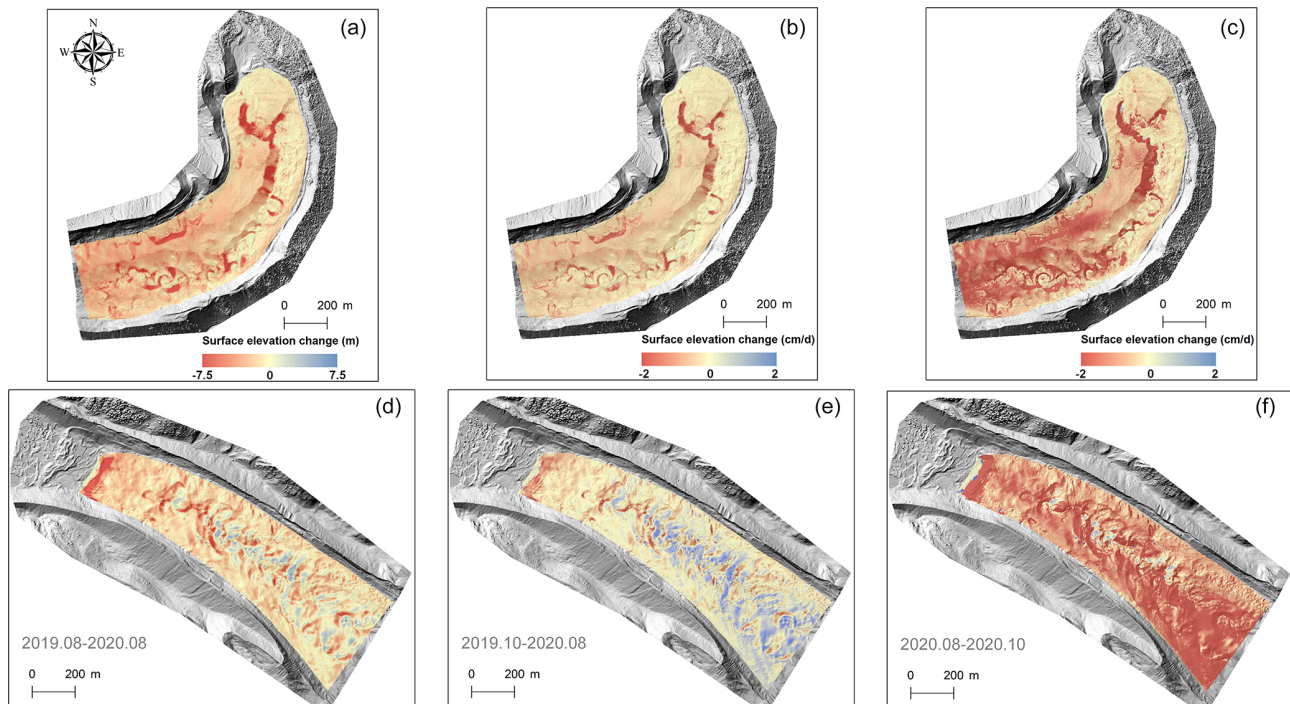 (a)
N
W E
S
0 200 m
Surface elevation change (m)
-7.5 0 7.5
(b)
0 200 m
Surface elevation change (cm/d)
-2 0 2
(c)
0 200 m
Surface elevation change (cm/d)
-2 0 2
(d)
2019.08-2020.08
0 200 m
(e)
2019.10-2020.08
0 200 m
(f)
2020.08-2020.10
0 200 m